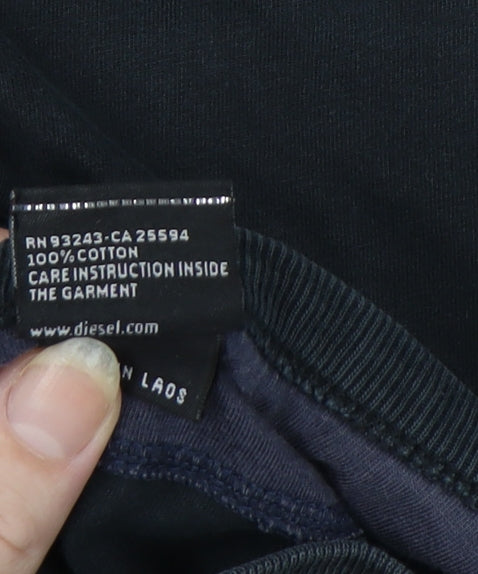 RN 93243-CA 25594
100% COTTON
CARE INSTRUCTION INSIDE
THE GARMENT
www.diesel.com
LAOS